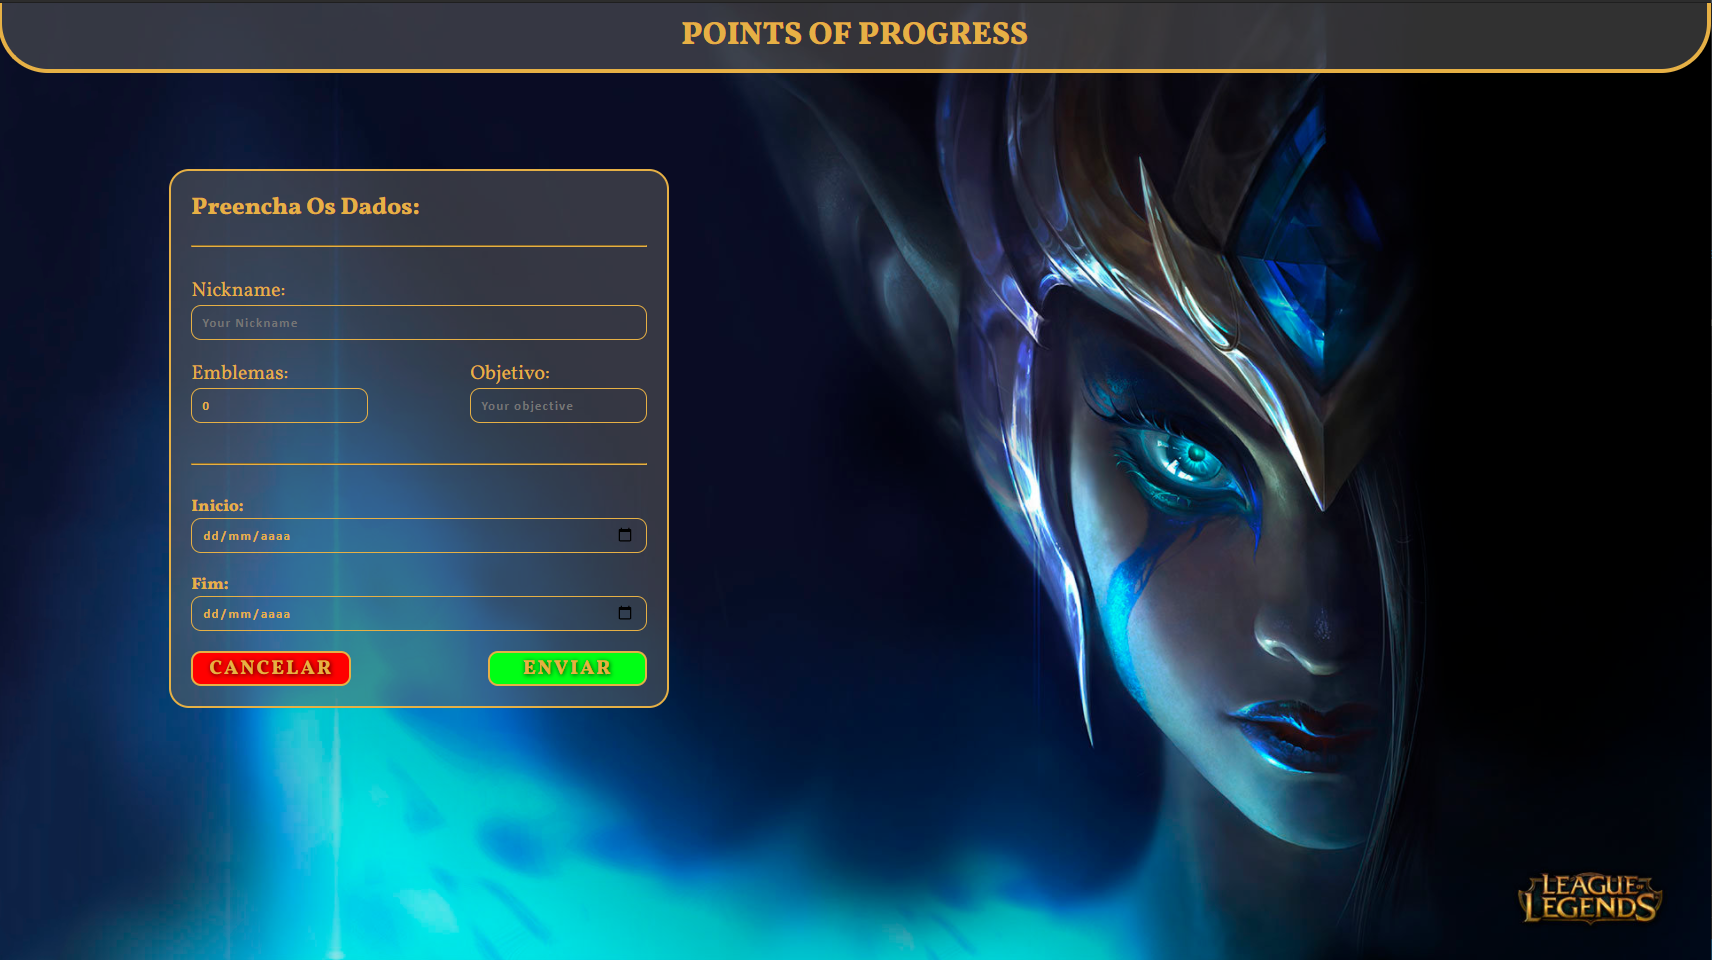 POINTS OF PROGRESS
Preencha Os Dados:
Nickname:
Your Nickname
Emblemas: Objetivo:
0 Your objective
Inicio:
dd/mm/aaaa
Fim:
dd/mm/aaaa
CANCELAR ENVIAR
LEAGUE OF
LEGENDS